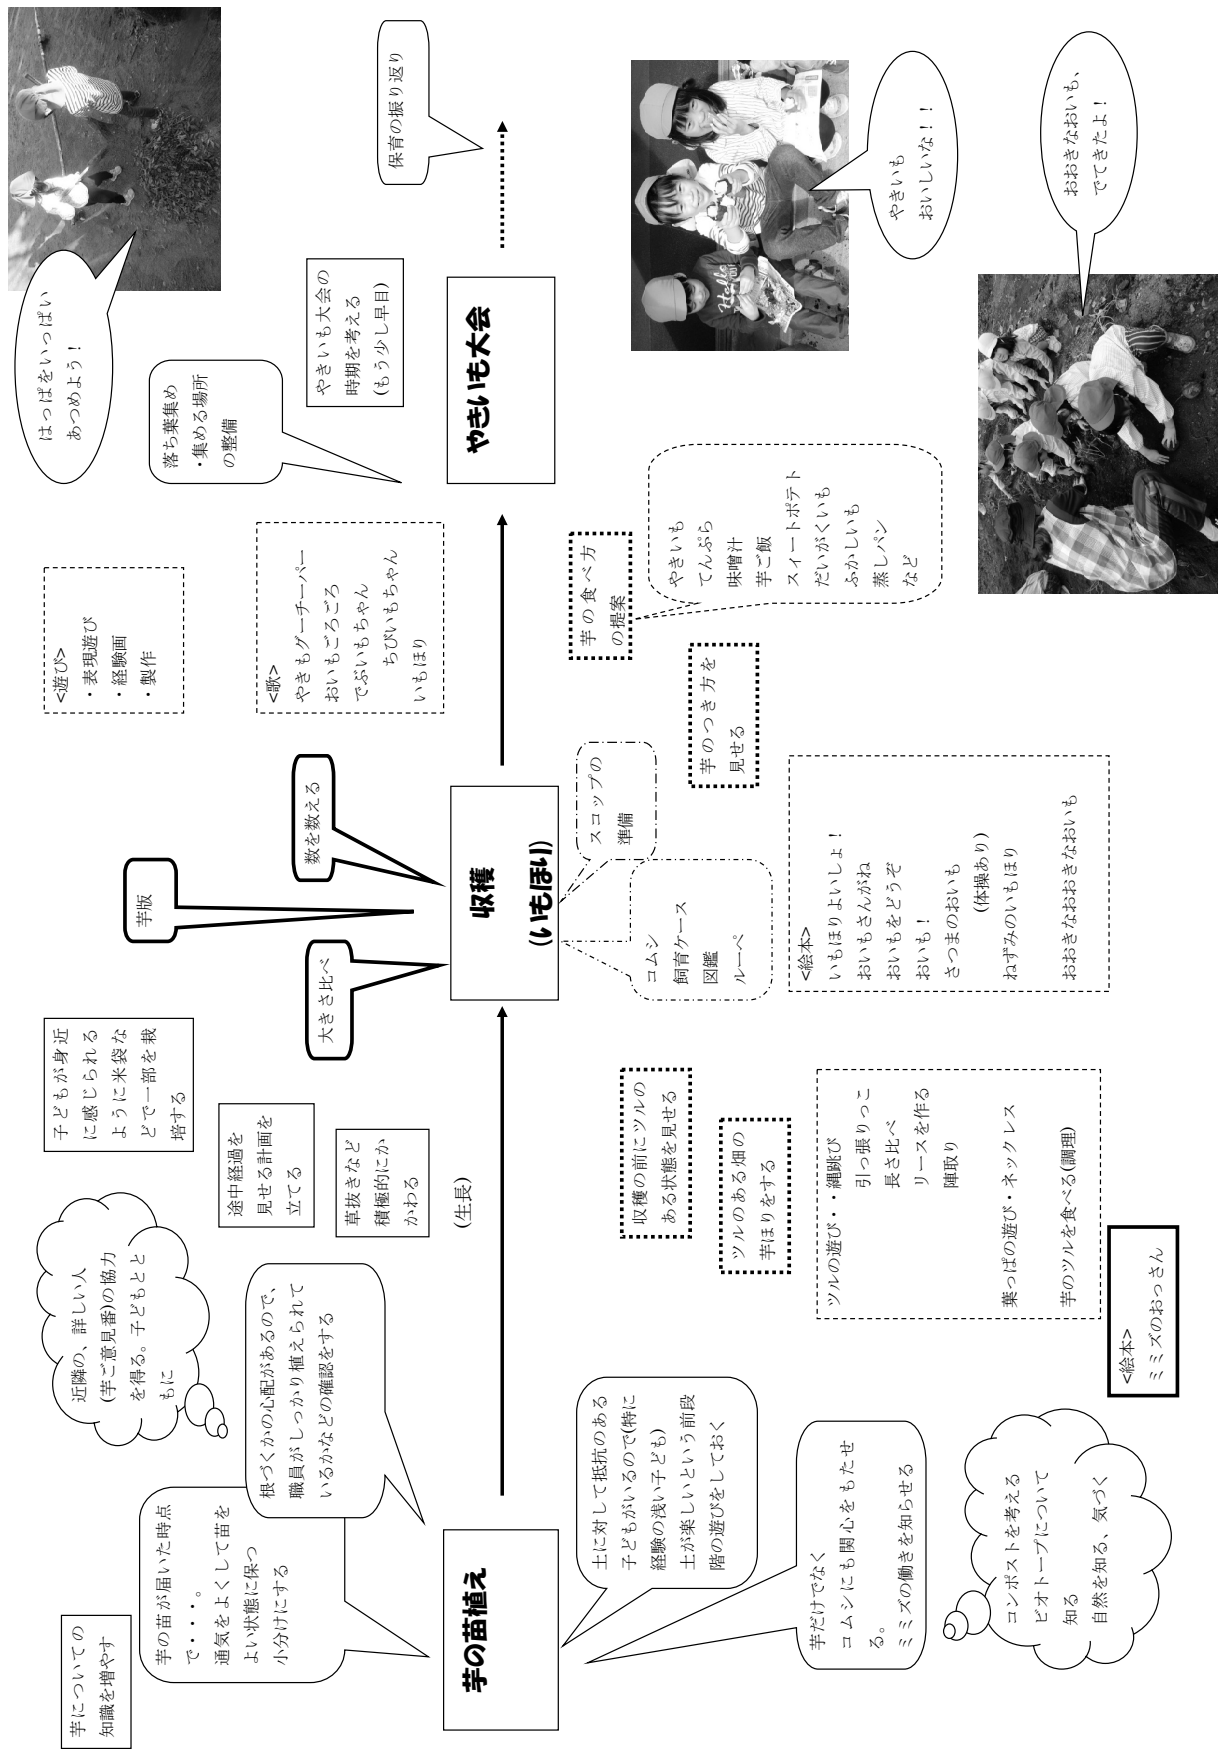 芋についての
知識を増やす
芋の苗が届いた時点
で・・・。
通気をよくして苗を
よい状態に保つ
小分けにする
根づくかの心配があるので、
職員がしっかり植えられて
いるかなどの確認をする
近隣の、詳しい人
(芋ご意見番)の協力
を得る。子どもとと
もに
芋の苗植え
土に対して抵抗のある
子どもがいるので(特に
経験の浅い子ども)
土が楽しいという前段
階の遊びをしておく
芋だけでなく
コムシにも関心をもたせ
る。
ミミズの働きを知らせる
コンポストを考える
ビオトープについて
知る
自然を知る、気づく
<絵本>
ミミズのおっさん
子どもが身近
に感じられる
ように米袋な
どで一部を栽
培する
途中経過を
見せる計画を
立てる
草抜きなど
積極的にか
かわる
(生長)
収穫の前にツルの
ある状態を見せる
ツルのある畑の
芋ほりをする
ツルの遊び・縄跳び
引っ張りっこ
長さ比べ
リースを作る
陣取り
葉っぱの遊び・ネックレス
芋のツルを食べる(調理)
芋版
大きさ比べ
数を数える
収穫
(いもほり)
コムシ
飼育ケース
図鑑
ルーペ
スコップの
準備
芋のつき方を
見せる
<絵本>
いもほりよいしょ!
おいもさんがね
おいもをどうぞ
おいも!
さつまのおいも
(体操あり)
ねずみのいもほり
おおきなおおきなおいも
<遊び>
・表現遊び
・経験画
・製作
<歌>
やきもグーチーパー
おいもごろごろ
でぶいもちゃん
ちびいもちゃん
いもほり
芋の食べ方
の提案
やきいも
てんぷら
味噌汁
芋ご飯
スィートポテト
だいがくいも
ふかしいも
蒸しパン
など
はっぱをいっぱい
あつめよう!
落ち葉集め
・集める場所
の整備
やきいも大会の
時期を考える
(もう少し早目)
やきいも大会
保育の振り返り
Hello
やきいも
おいしいな!!
おおきなおいも、
でてきたよ!